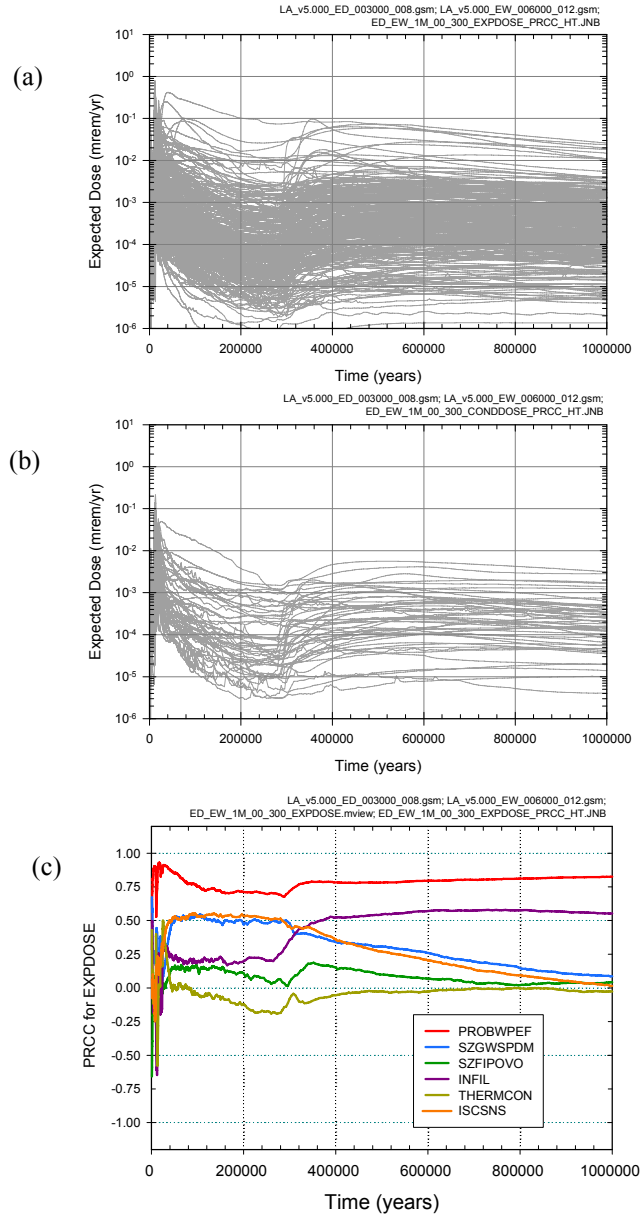 LA_v5.000_ED_003000_008.gsm; LA_v5.000_EW_006000_012.gsm;
ED_EW_1M_00_300_EXPDOSE_PRCC_HT.JNB
(a)
Expected Dose (mrem/yr)
10^1
10^0
10^-1
10^-2
10^-3
10^-4
10^-5
10^-6
0 200000 400000 600000 800000 1000000
Time (years)
LA_v5.000_ED_003000_008.gsm; LA_v5.000_EW_006000_012.gsm;
ED_EW_1M_00_300_CONDDOSE_PRCC_HT.JNB
(b)
Expected Dose (mrem/yr)
10^1
10^0
10^-1
10^-2
10^-3
10^-4
10^-5
10^-6
0 200000 400000 600000 800000 1000000
Time (years)
LA_v5.000_ED_003000_008.gsm; LA_v5.000_EW_006000_012.gsm;
ED_EW_1M_00_300_EXPDOSE.mview; ED_EW_1M_00_300_EXPDOSE_PRCC_HT.JNB
(c)
PRCC for EXPDOSE
1.00
0.75
0.50
0.25
0.00
-0.25
-0.50
-0.75
-1.00
PROBWPEF
SZGWSPDM
SZFIPOVO
INFIL
THERMCON
ISCSNS
0 200000 400000 600000 800000 1000000
Time (years)